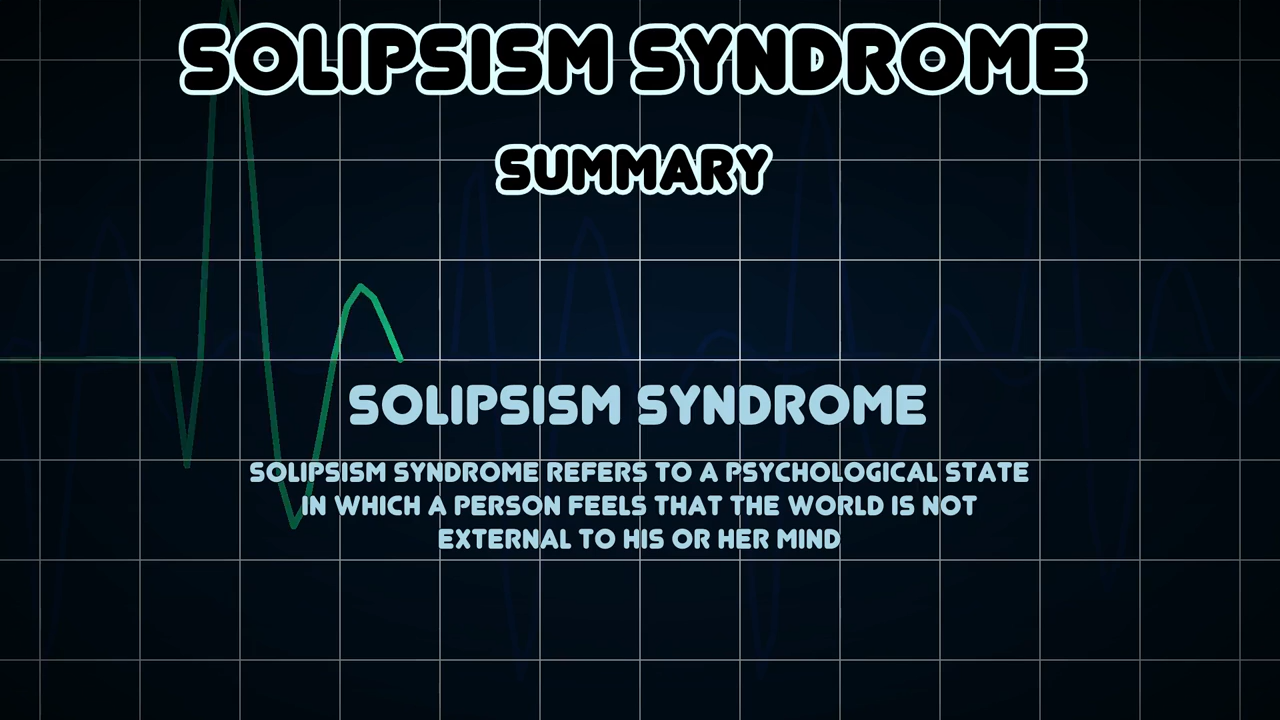 SOLIPSISM SYNDROME
SUMMARY
SOLIPSISM SYNDROME
SOLIPSISM SYNDROME REFERS TO A PSYCHOLOGICAL STATE
IN WHICH A PERSON FEELS THAT THE WORLD IS NOT
EXTERNAL TO HIS OR HER MIND